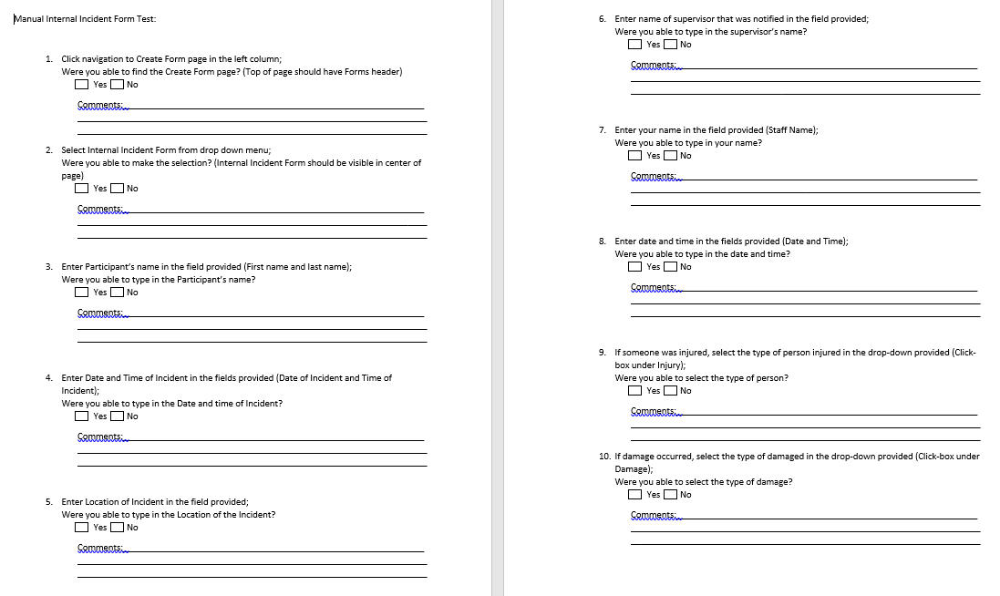 Manual Internal Incident Form Test:
1. Click navigation to Create Form page in the left column;
Were you able to find the Create Form page? (Top of page should have Forms header)
Yes No
Comments:
2. Select Internal Incident Form from drop down menu;
Were you able to make the selection? (Internal Incident Form should be visible in center of
page)
Yes No
Comments:
3. Enter Participant's name in the field provided (First name and last name);
Were you able to type in the Participant's name?
Yes No
Comments:
4. Enter Date and Time of Incident in the fields provided (Date of Incident and Time of
Incident);
Were you able to type in the Date and time of Incident?
Yes No
Comments:
5. Enter Location of Incident in the field provided;
Were you able to type in the Location of the Incident?
Yes No
Comments:
6. Enter name of supervisor that was notified in the field provided;
Were you able to type in the supervisor's name?
Yes No
Comments:
7. Enter your name in the field provided (Staff Name);
Were you able to type in your name?
Yes No
Comments:
8. Enter date and time in the fields provided (Date and Time);
Were you able to type in the date and time?
Yes No
Comments:
9. If someone was injured, select the type of person injured in the drop-down provided (Click-
box under Injury);
Were you able to select the type of person?
Yes No
Comments:
10. If damage occurred, select the type of damaged in the drop-down provided (Click-box under
Damage);
Were you able to select the type of damage?
Yes No
Comments: